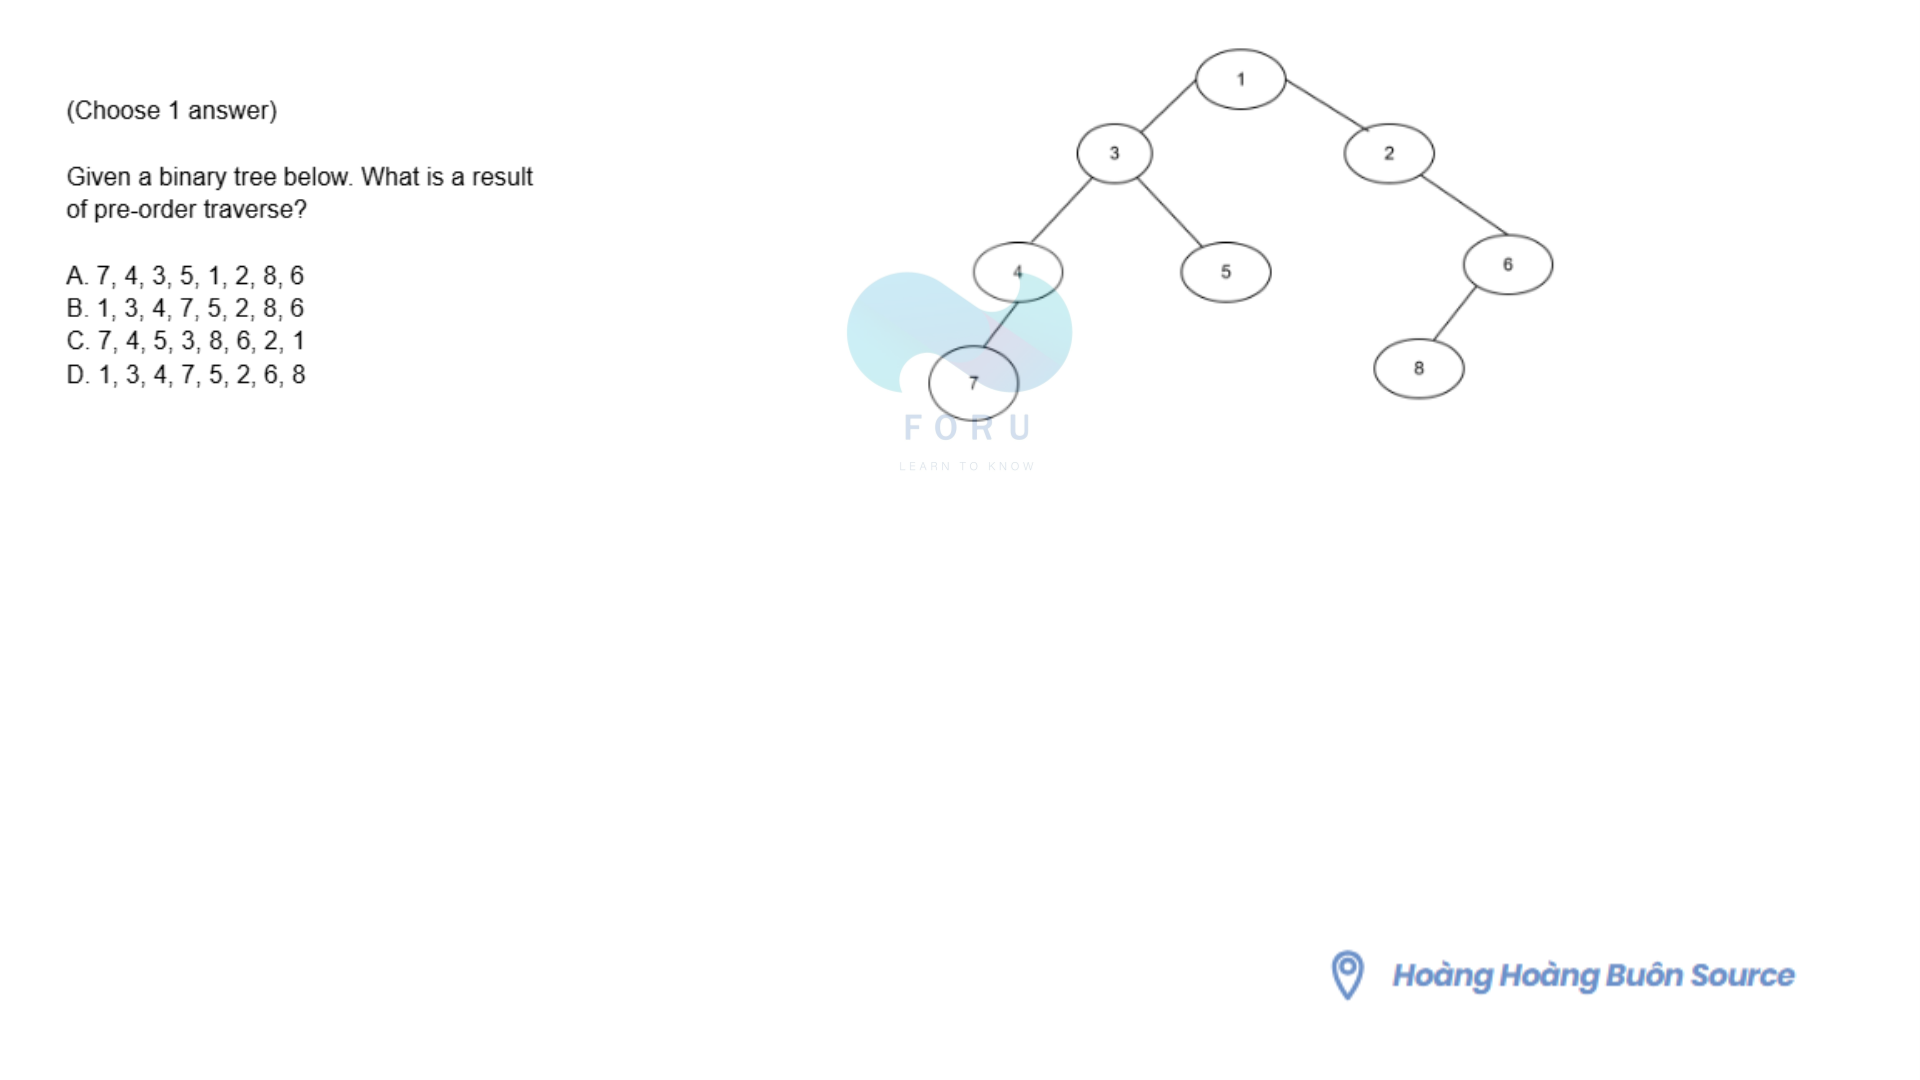 (Choose 1 answer)
Given a binary tree below. What is a result
of pre-order traverse?
A. 7, 4, 3, 5, 1, 2, 8, 6
B. 1, 3, 4, 7, 5, 2, 8, 6
C. 7, 4, 5, 3, 8, 6, 2, 1
D. 1, 3, 4, 7, 5, 2, 6, 8
1
3
2
4
5
6
7
8
FORU
LEARN TO KNOW
Hoàng Hoàng Buôn Source